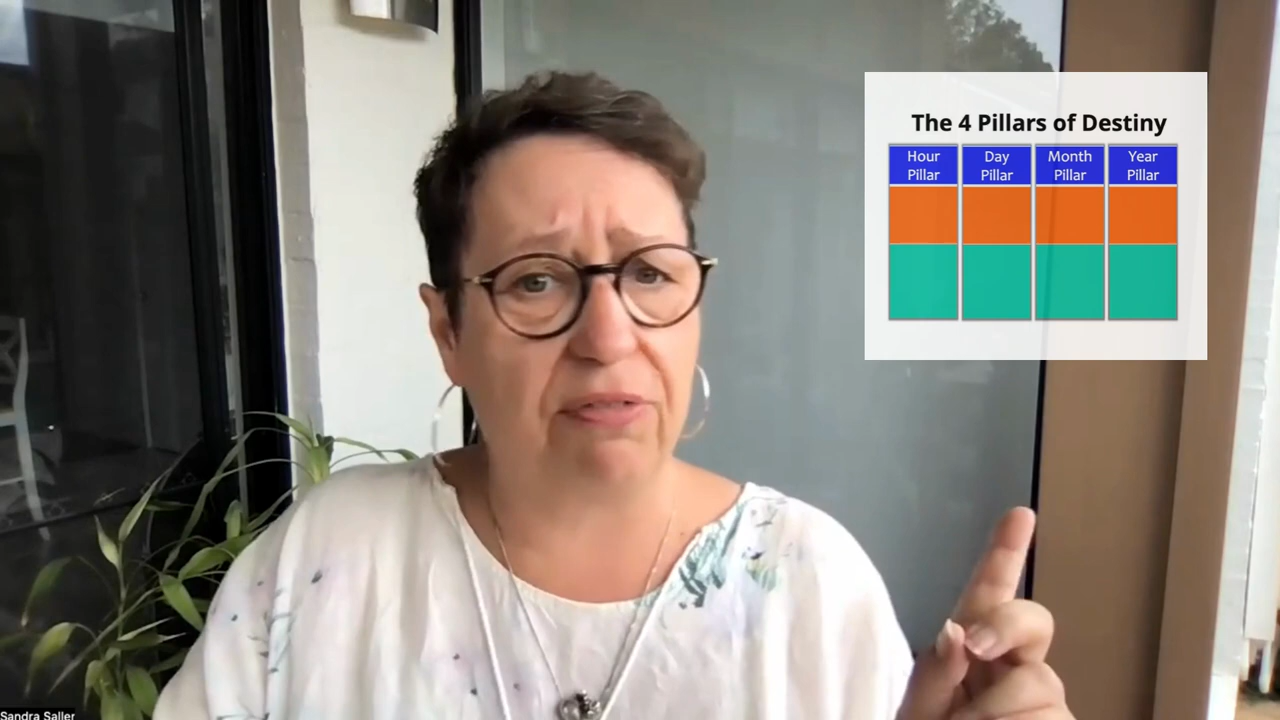 The 4 Pillars of Destiny
Hour Pillar
Day Pillar
Month Pillar
Year Pillar
Sandra Saller